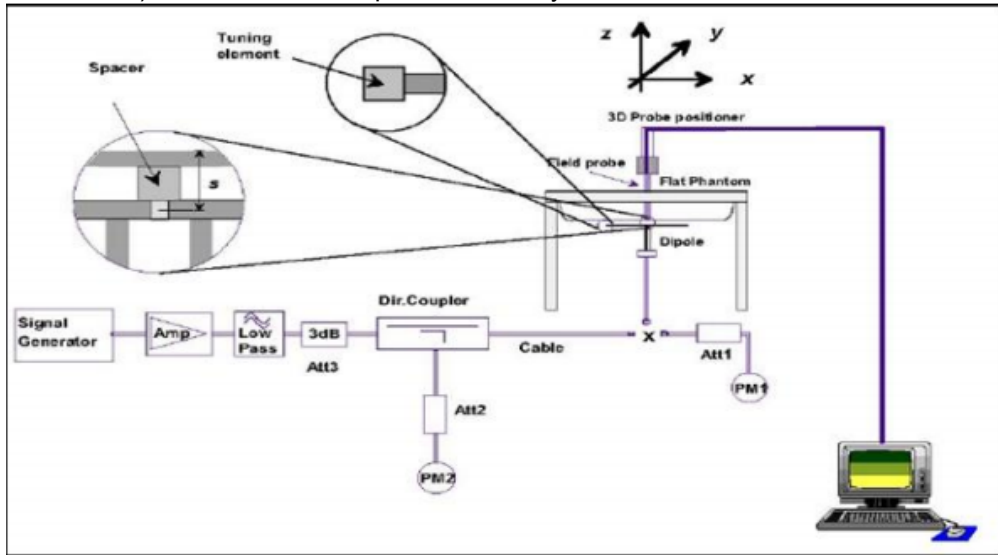 Tuning
element
Spacer
s
z
y
x
3D Probe positioner
Field probe
Flat Phantom
Dipole
Dir.Coupler
Signal
Generator
Amp
Low
Pass
3dB
Att3
Cable
x
Att1
PM1
Att2
PM2